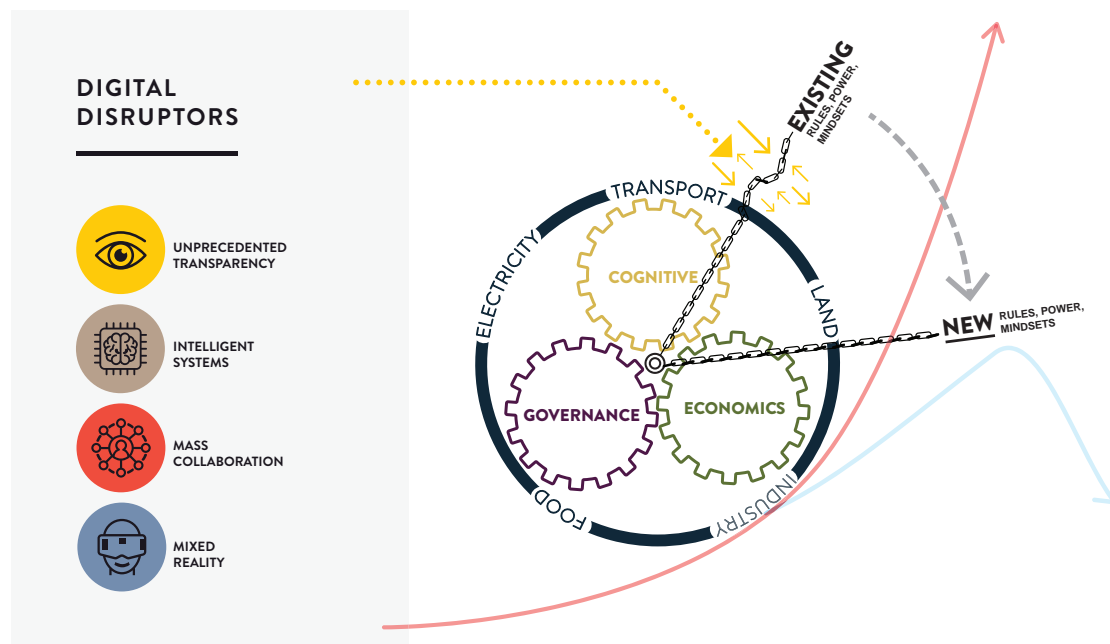 DIGITAL
DISRUPTORS
UNPRECEDENTED
TRANSPARENCY
INTELLIGENT
SYSTEMS
MASS
COLLABORATION
MIXED
REALITY
EXISTING
RULES, POWER,
MINDSETS
TRANSPORT
ELECTRICITY
LAND
COGNITIVE
NEW
RULES, POWER,
MINDSETS
GOVERNANCE
ECONOMICS
FOOD
INDUSTRY